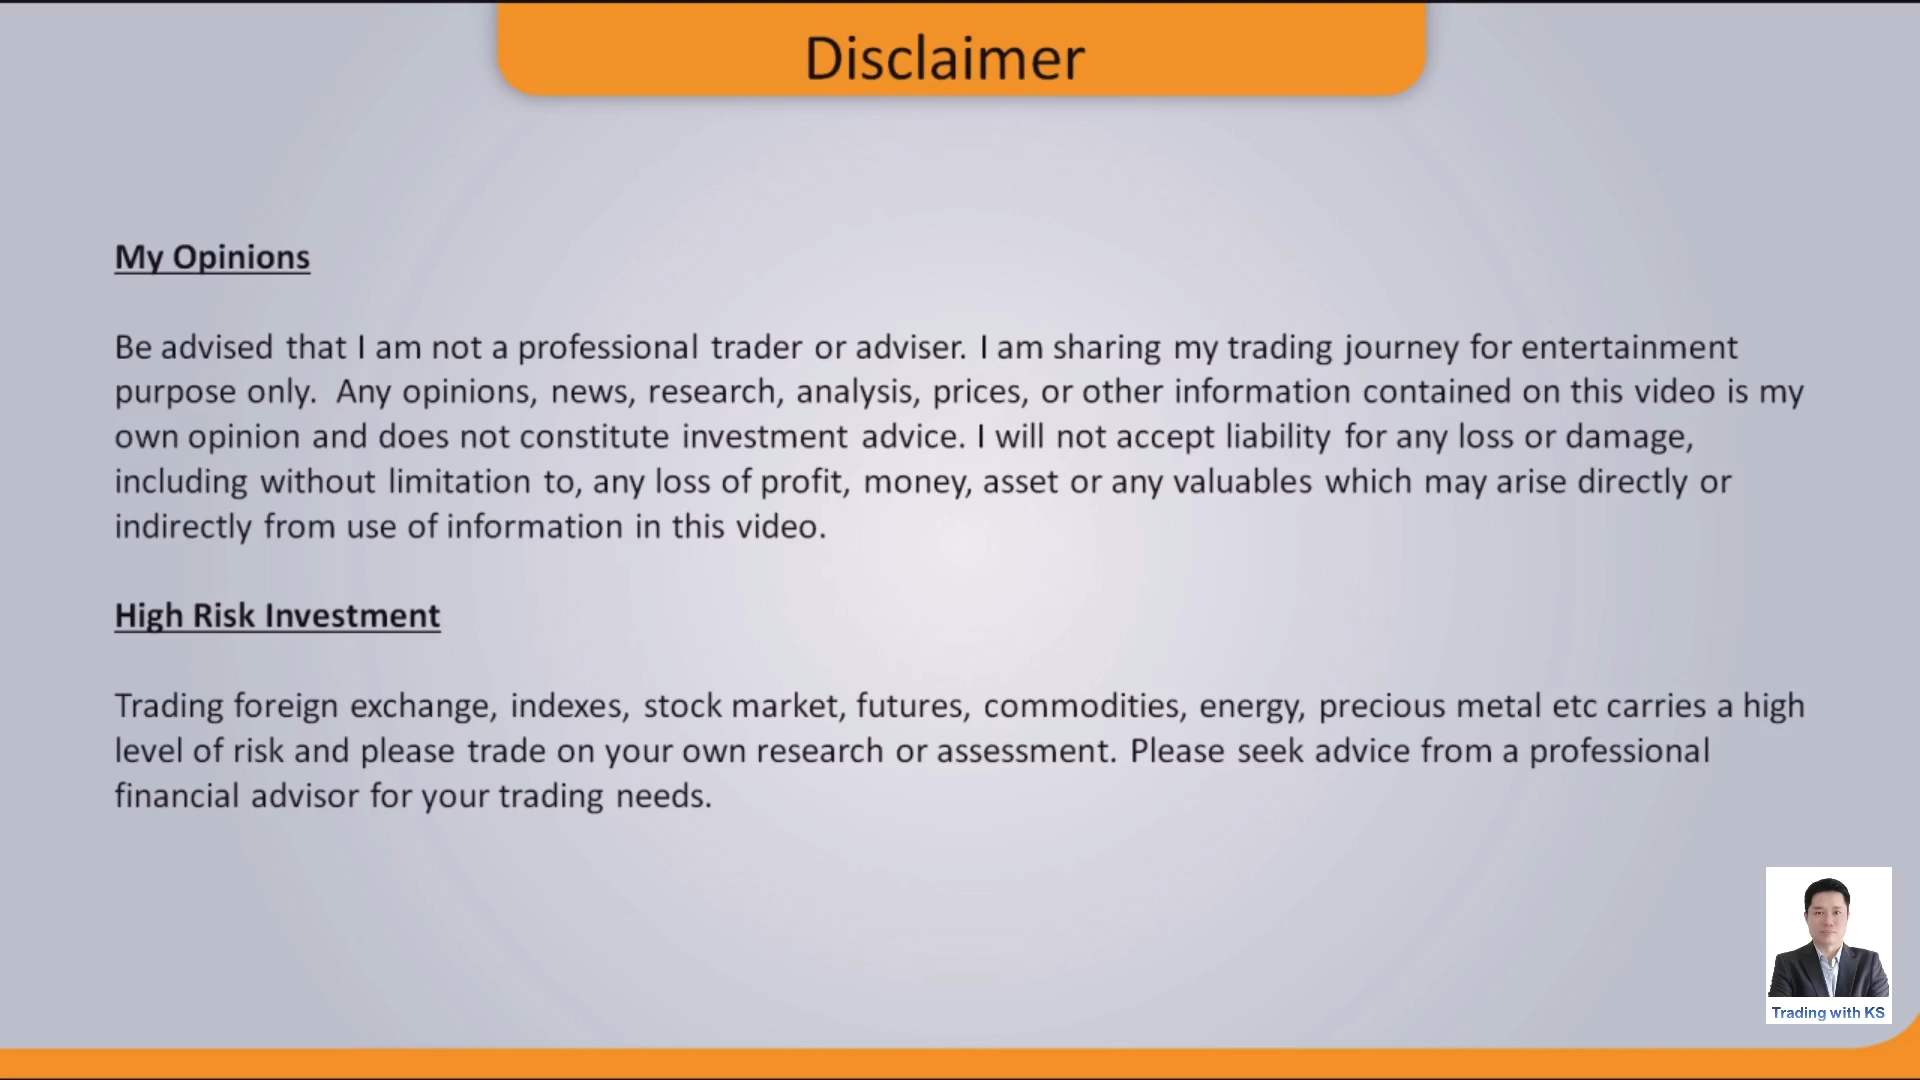 Disclaimer
My Opinions
Be advised that I am not a professional trader or adviser. I am sharing my trading journey for entertainment
purpose only.  Any opinions, news, research, analysis, prices, or other information contained on this video is my
own opinion and does not constitute investment advice. I will not accept liability for any loss or damage,
including without limitation to, any loss of profit, money, asset or any valuables which may arise directly or
indirectly from use of information in this video.
High Risk Investment
Trading foreign exchange, indexes, stock market, futures, commodities, energy, precious metal etc carries a high
level of risk and please trade on your own research or assessment. Please seek advice from a professional
financial advisor for your trading needs.
Trading with KS